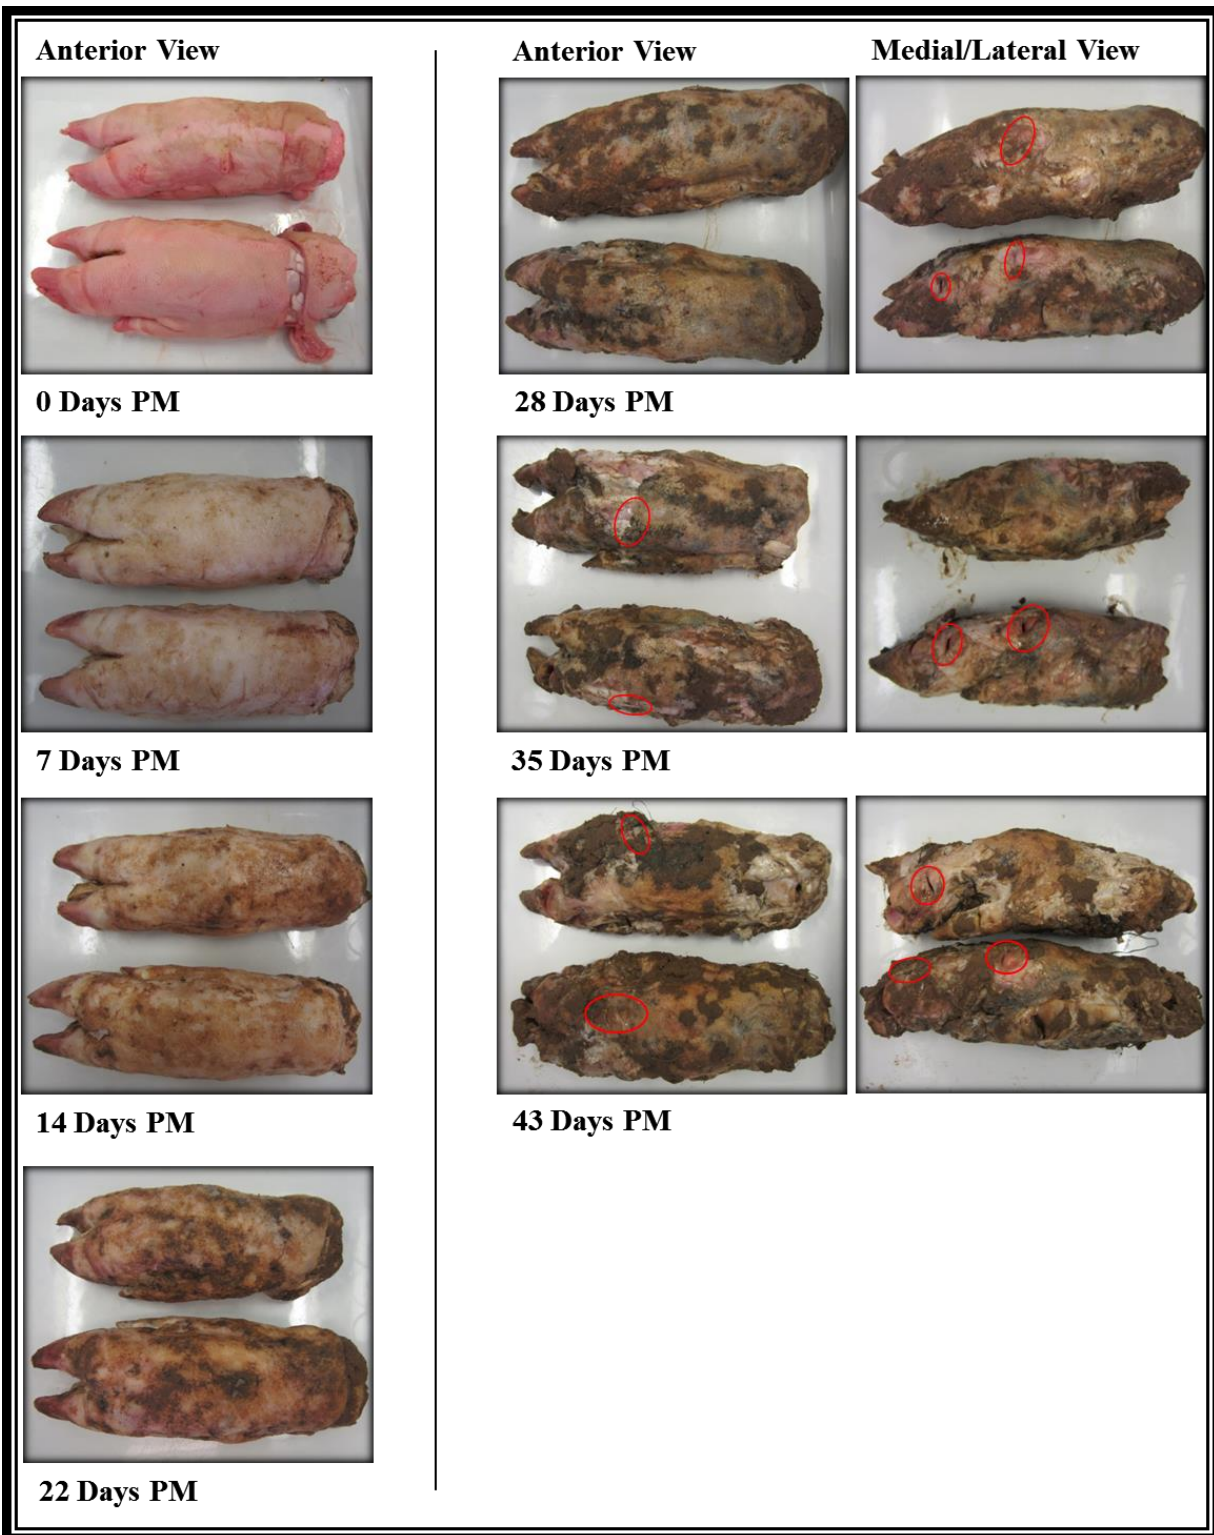 Anterior View
0 Days PM
7 Days PM
14 Days PM
22 Days PM
Anterior View
Medial/Lateral View
28 Days PM
35 Days PM
43 Days PM